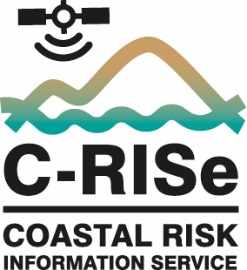 C-RISe
COASTAL RISK
INFORMATION SERVICE